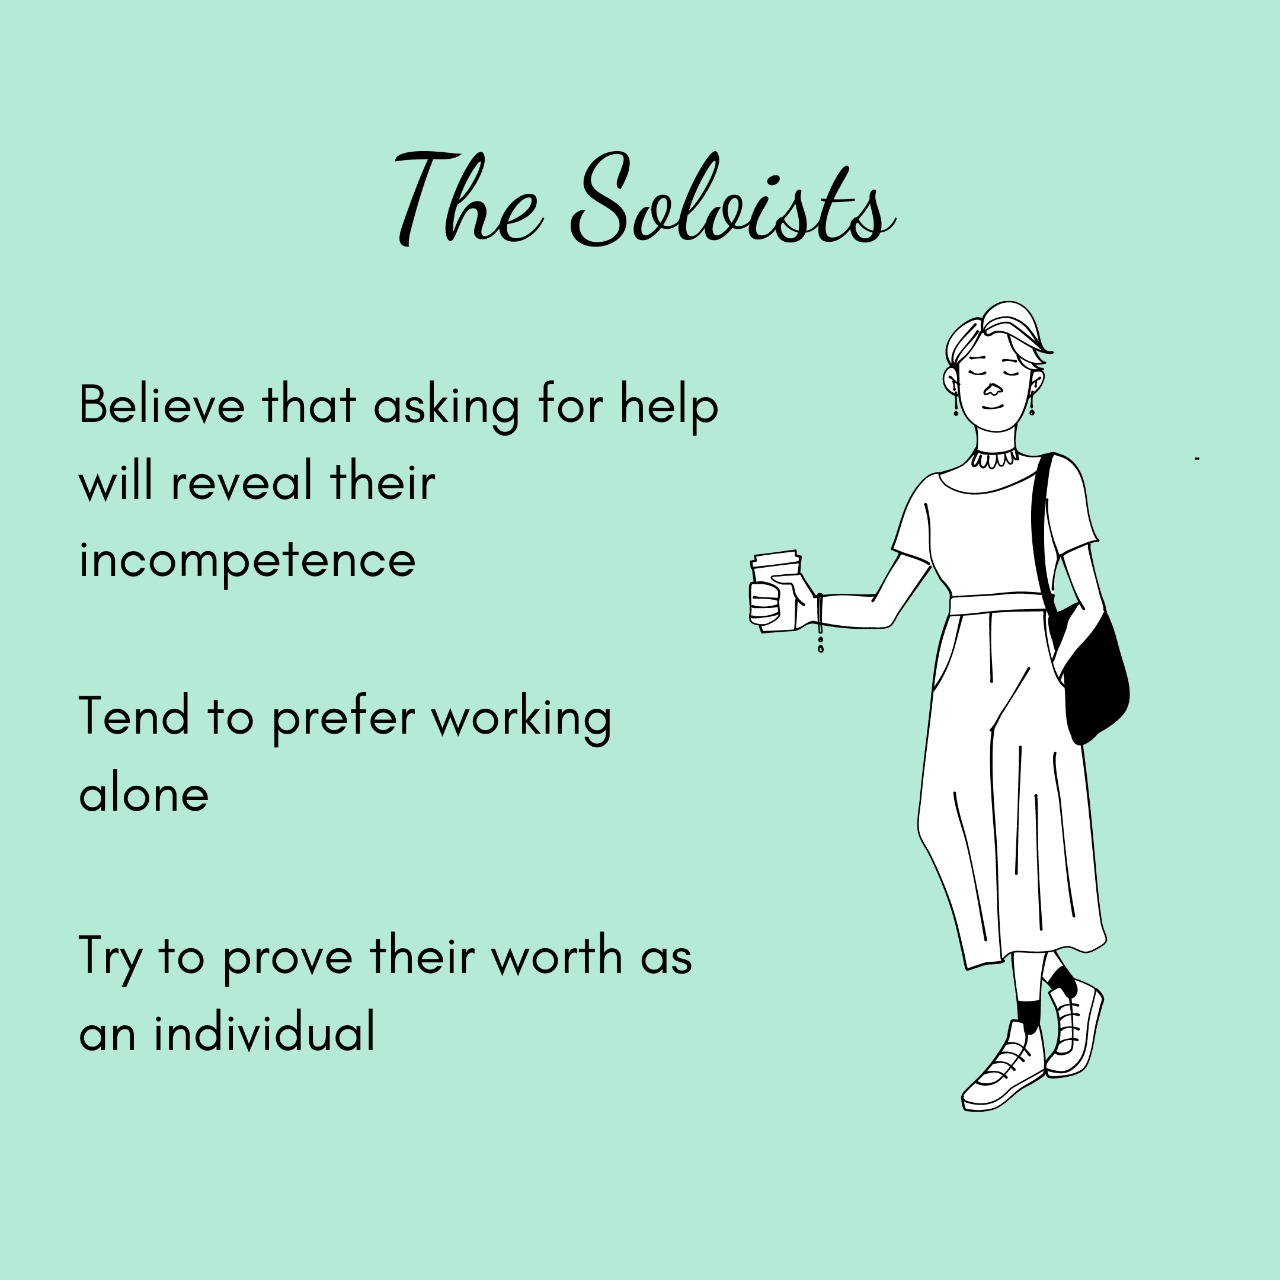 The Soloists
Believe that asking for help
will reveal their
incompetence
Tend to prefer working
alone
Try to prove their worth as
an individual